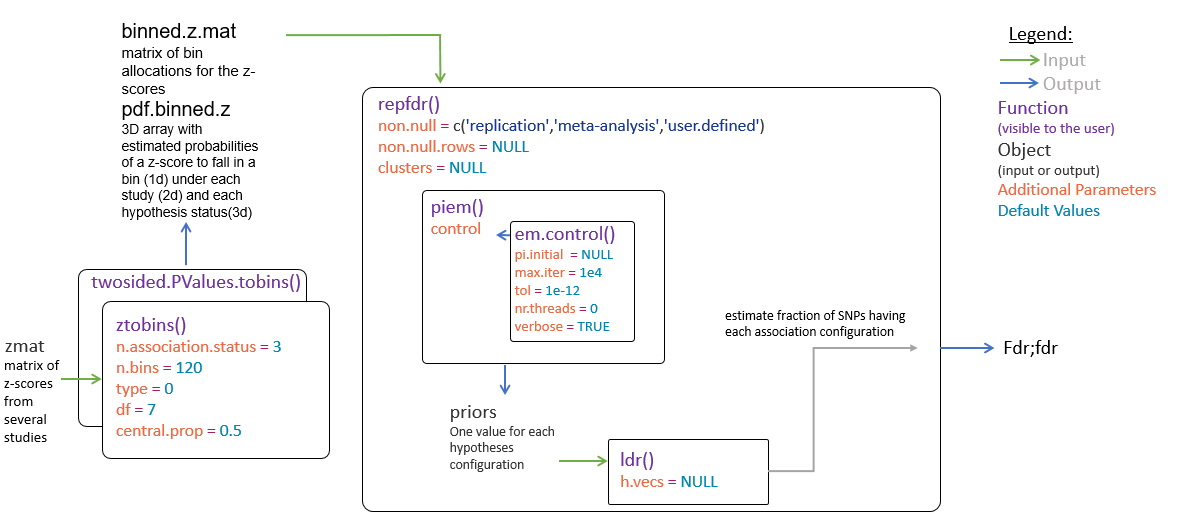 binned.z.mat
matrix of bin
allocations for the z-
scores
pdf.binned.z
3D array with
estimated probabilities
of a z-score to fall in a
bin (1d) under each
study (2d) and each
hypothesis status(3d)
twosided.PValues.tobins()
ztobins()
n.association.status = 3
n.bins = 120
type = 0
df = 7
central.prop = 0.5
zmat
matrix of
z-scores
from
several
studies
repfdr()
non.null = c('replication','meta-analysis','user.defined')
non.null.rows = NULL
clusters = NULL
piem()
control
em.control()
pi.initial = NULL
max.iter = 1e4
tol = 1e-12
nr.threads = 0
verbose = TRUE
priors
One value for each
hypotheses
configuration
ldr()
h.vecs = NULL
estimate fraction of SNPs having
each association configuration
Fdr;fdr
Legend:
Input
Output
Function
(visible to the user)
Object
(input or output)
Additional Parameters
Default Values